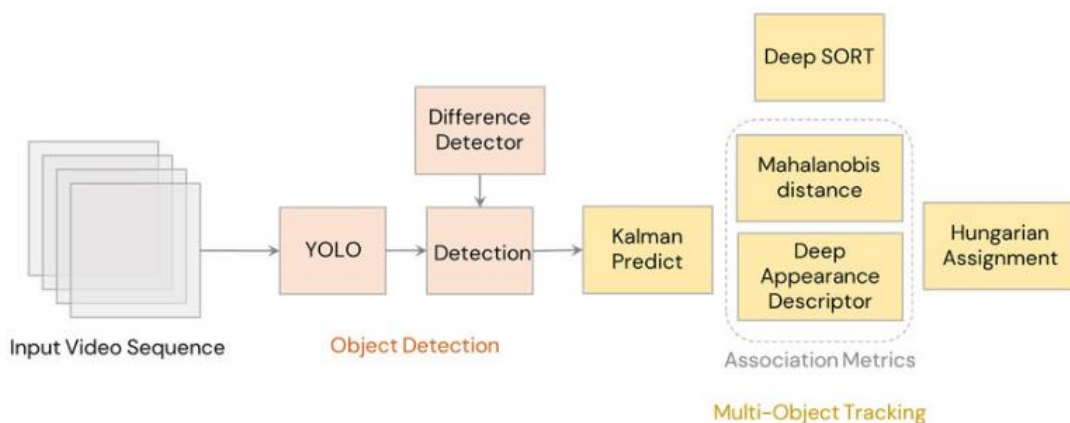 Deep SORT
Difference
Detector
Mahalanobis
distance
YOLO
Detection
Kalman
Predict
Deep
Appearance
Descriptor
Hungarian
Assignment
Input Video Sequence
Object Detection
Association Metrics
Multi-Object Tracking